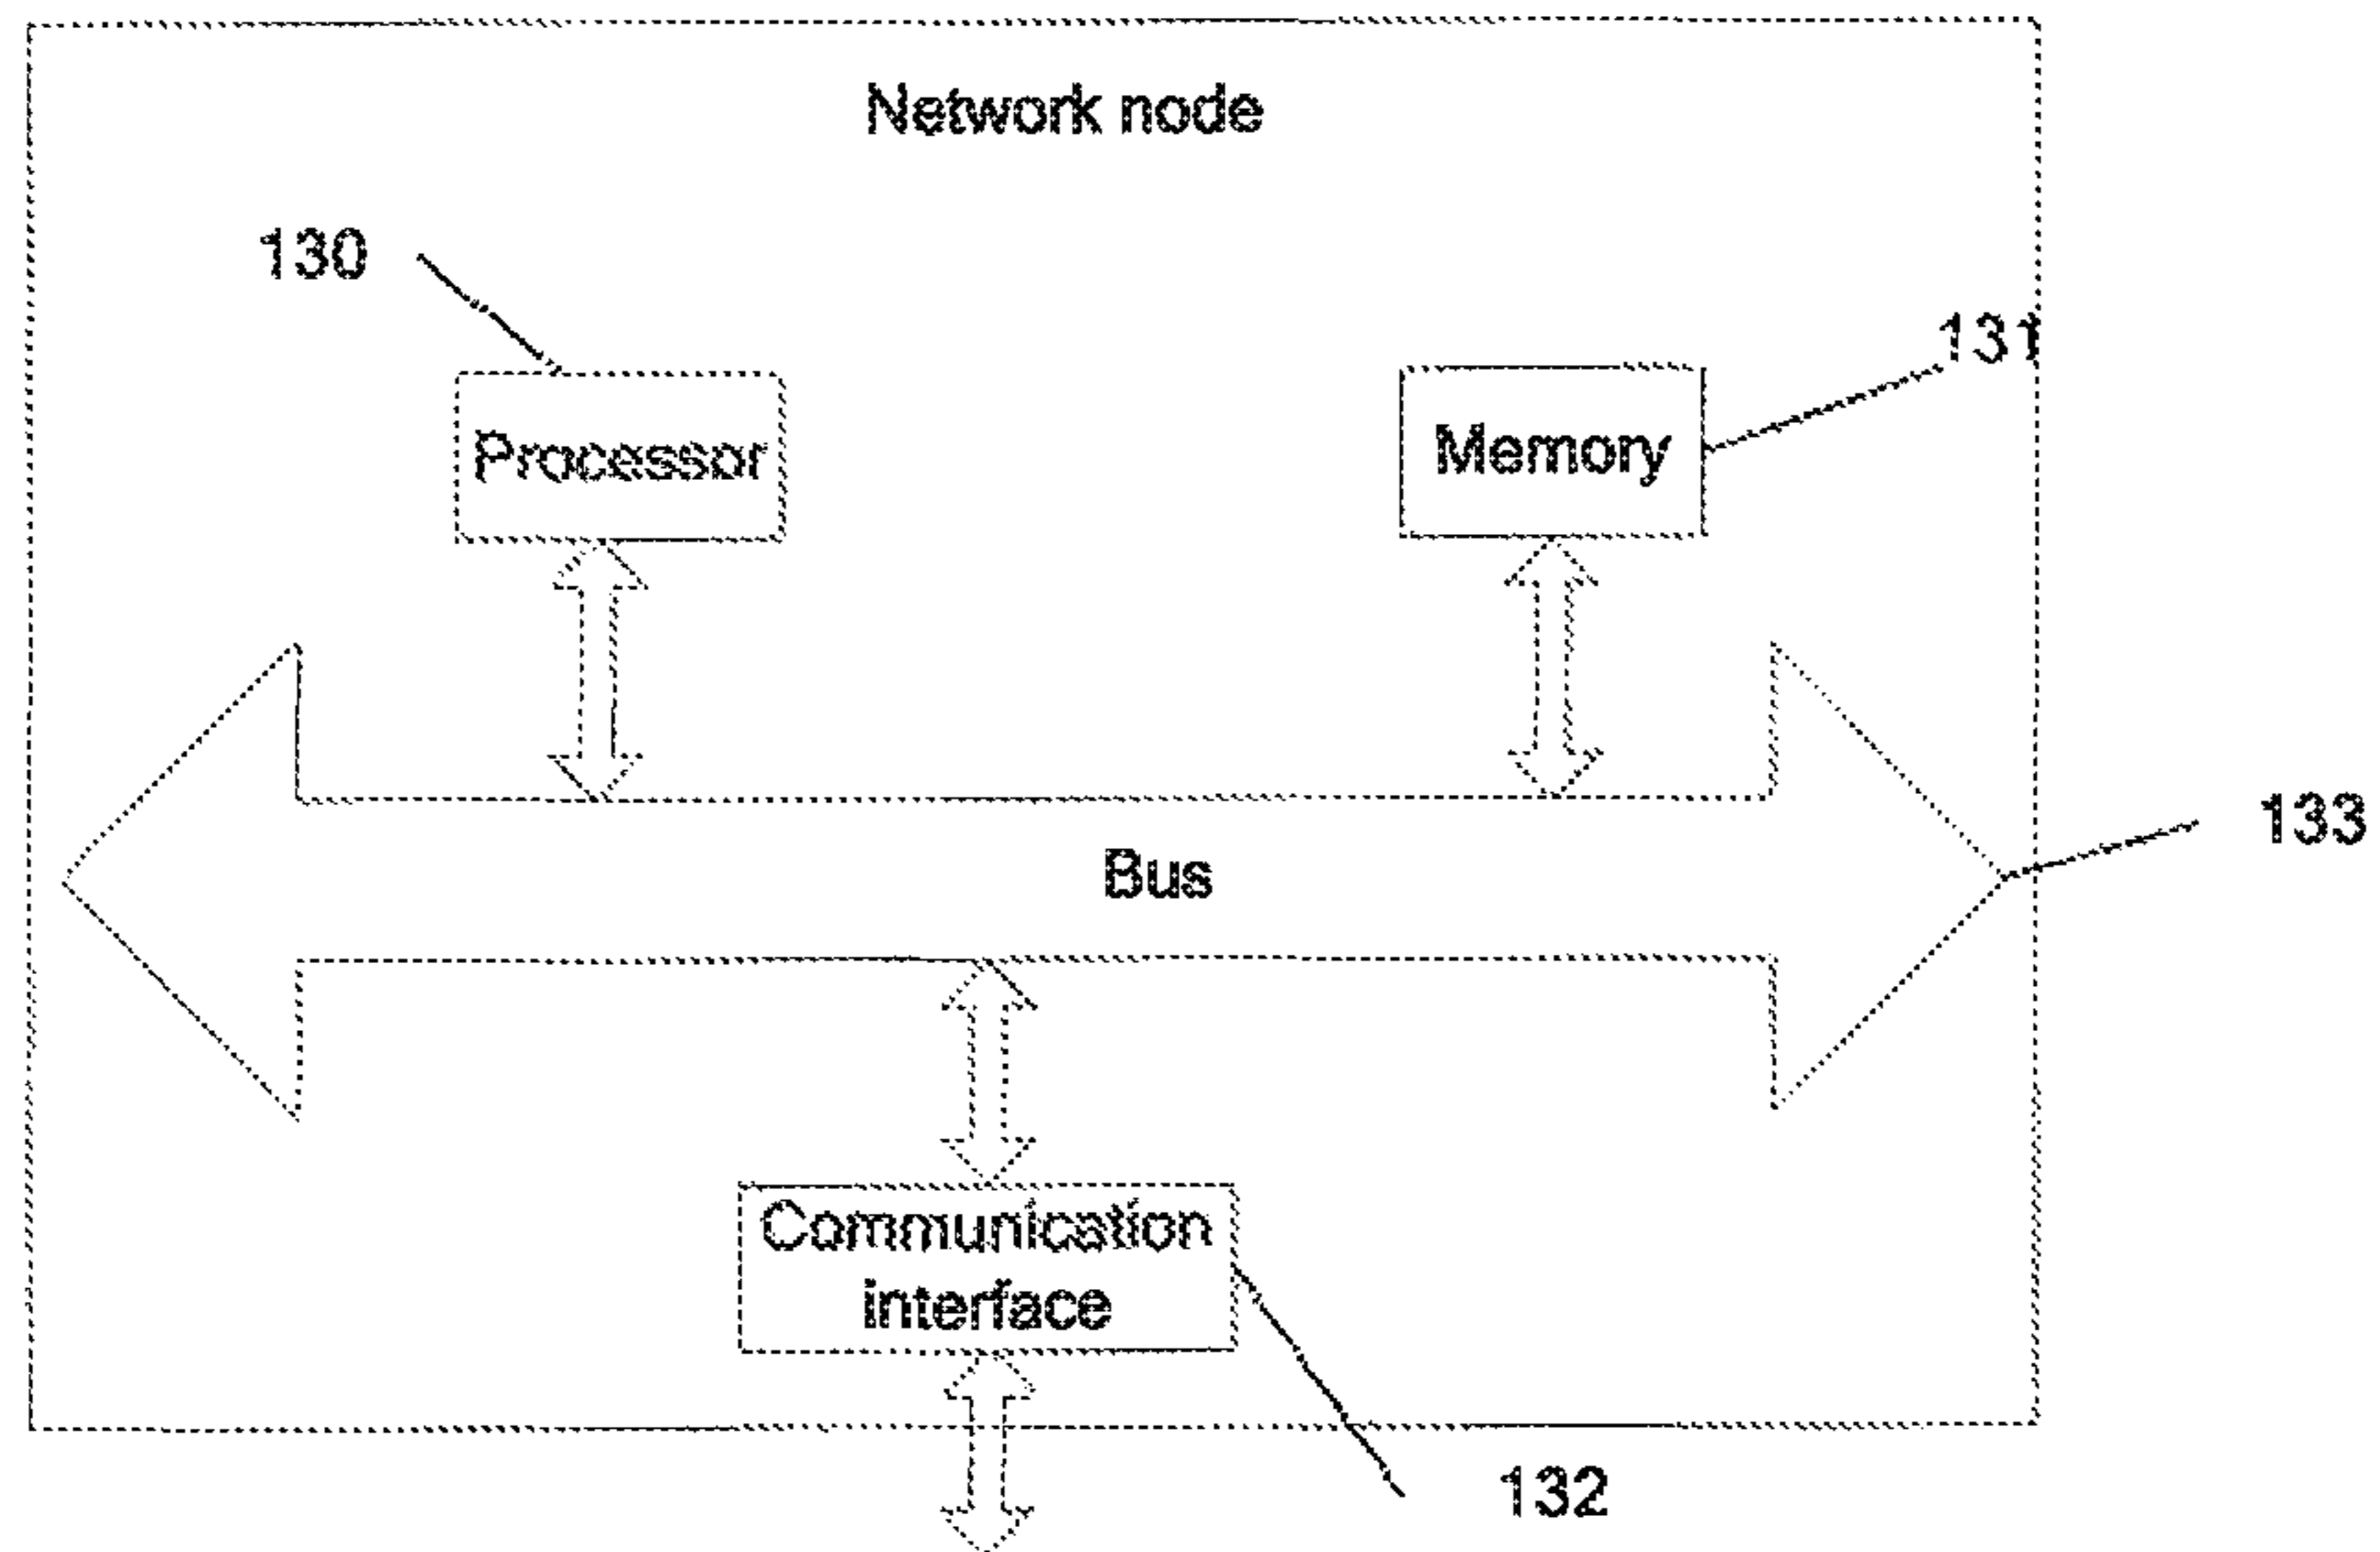 Network node
130
131
Processor
Memory
133
Bus
Communication
interface
132